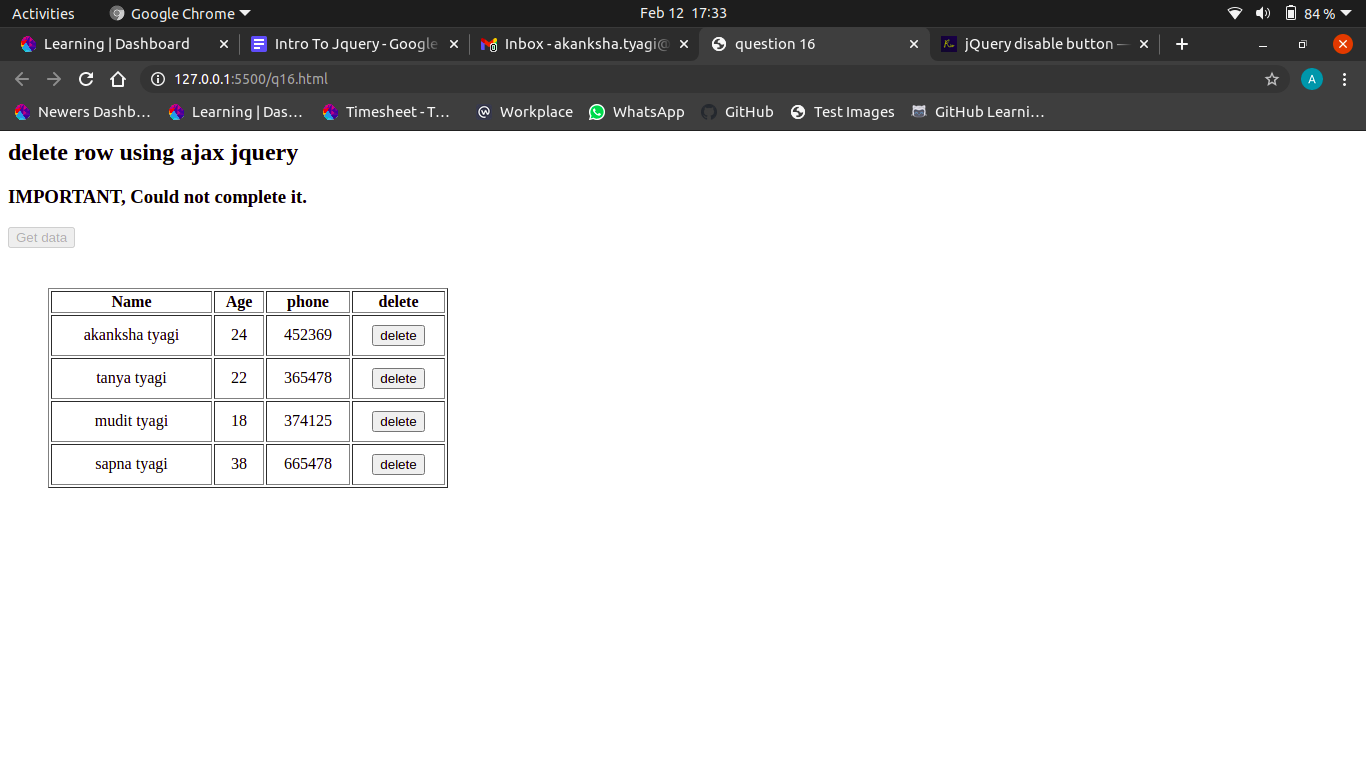 Activities Google Chrome Feb 12 17:33 84 %
Learning | Dashboard Intro To Jquery - Google Inbox - akanksha.tyagi@ question 16 jQuery disable button —
127.0.0.1:5500/q16.html A
Newers Dashb... Learning | Das... Timesheet - T... Workplace WhatsApp GitHub Test Images GitHub Learni...
delete row using ajax jquery
IMPORTANT, Could not complete it.
Get data
Name Age phone delete
akanksha tyagi 24 452369 delete
tanya tyagi 22 365478 delete
mudit tyagi 18 374125 delete
sapna tyagi 38 665478 delete